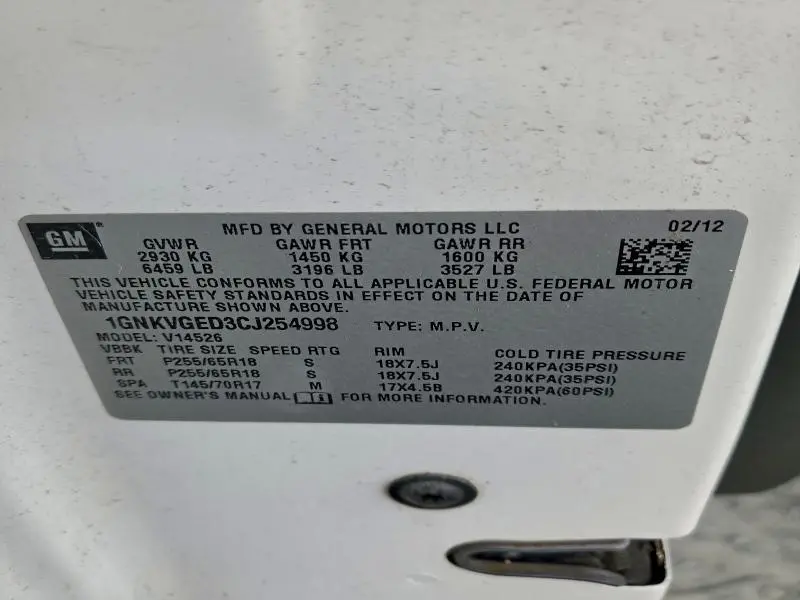 GM MFD BY GENERAL MOTORS LLC 02/12
GVWR GAWR FRT GAWR RR
2930 KG 1450 KG 1600 KG
6459 LB 3196 LB 3527 LB
THIS VEHICLE CONFORMS TO ALL APPLICABLE U.S. FEDERAL MOTOR
VEHICLE SAFETY STANDARDS IN EFFECT ON THE DATE OF
MANUFACTURE SHOWN ABOVE.
1GNKVGED3CJ254998 TYPE: M.P.V.
MODEL: V14526
VBBK TIRE SIZE SPEED RTG RIM COLD TIRE PRESSURE
FRT P255/65R18 S 18X7.5J 240KPA(35PSI)
RR P255/65R18 S 18X7.5J 240KPA(35PSI)
SPA T145/70R17 M 17X4.5B 420KPA(60PSI)
SEE OWNER'S MANUAL FOR MORE INFORMATION.